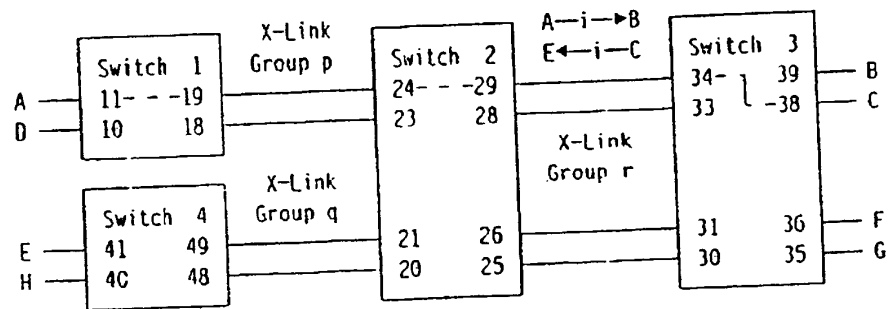 X-Link
Group p
A—i—►B
E◄—i—C
Switch 1
11- - -19
10 18
A
D
Switch 2
24- - -29
23 28
21 26
20 25
Switch 3
34- 39
33 -38
31 36
30 35
B
C
F
G
X-Link
Group r
X-Link
Group q
Switch 4
41 49
4C 48
E
H